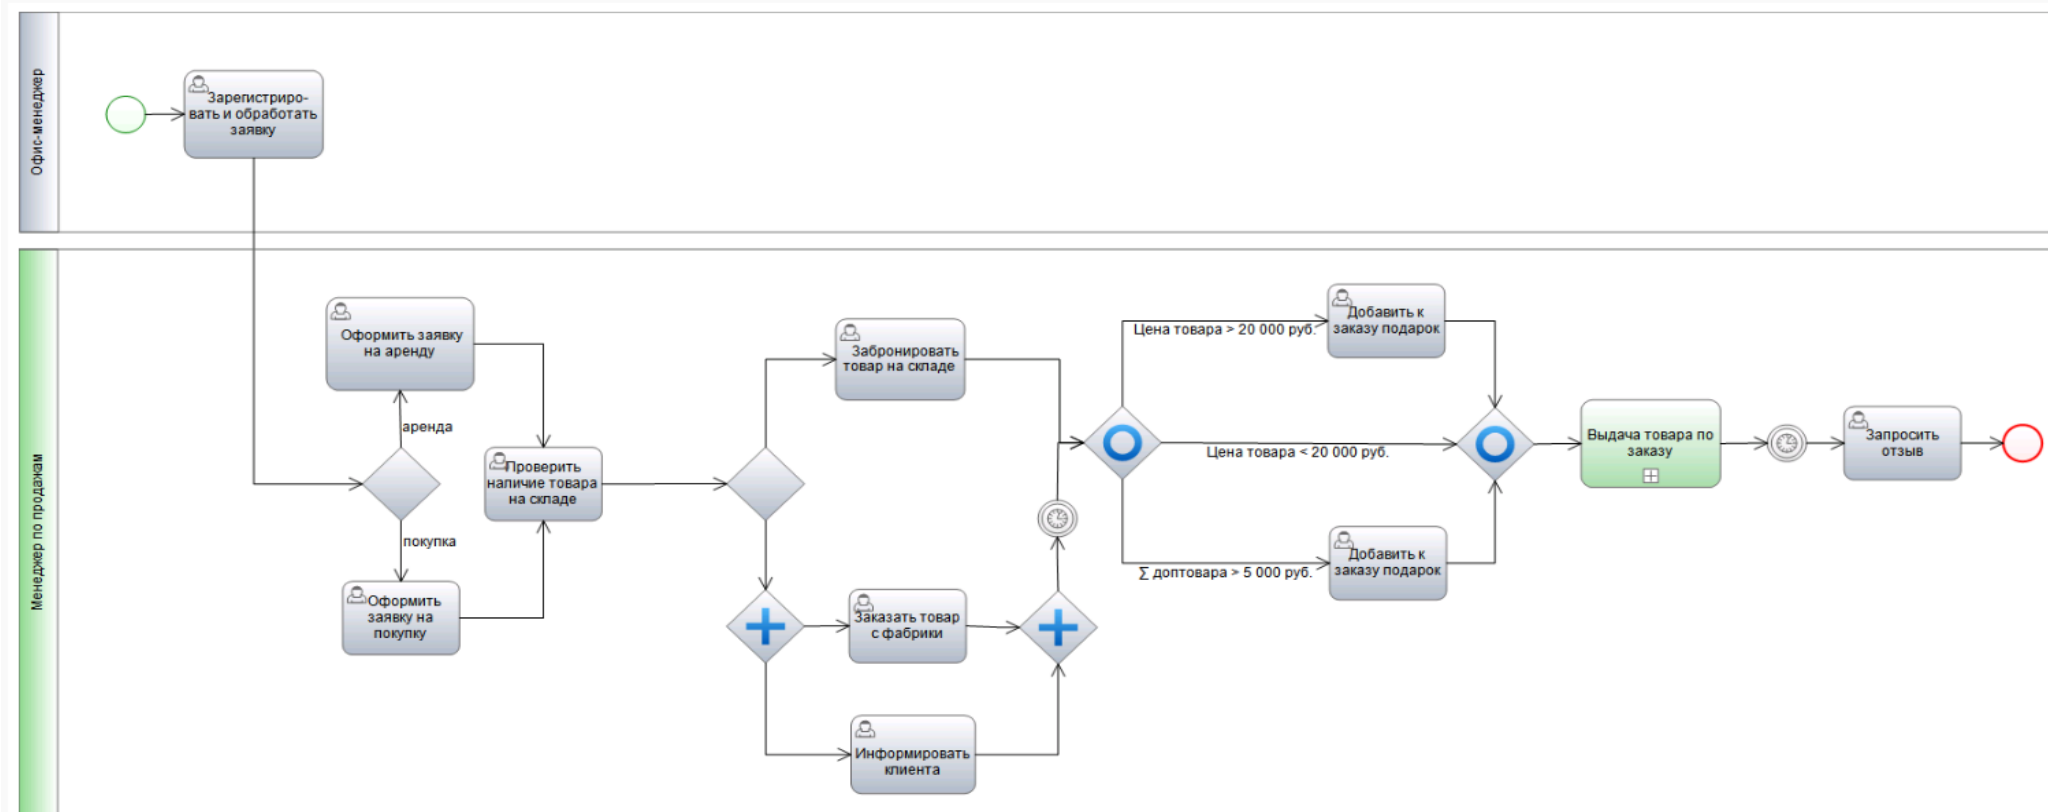 Офис-менеджер
Зарегистриро-
вать и обработать
заявку
Менеджер по продажам
Оформить заявку
на аренду
аренда
покупка
Оформить
заявку на
покупку
Проверить
наличие товара
на складе
Забронировать
товар на складе
Заказать товар
с фабрики
Информировать
клиента
Цена товара > 20 000 руб.
Цена товара < 20 000 руб.
∑ доптовара > 5 000 руб.
Добавить к
заказу подарок
Добавить к
заказу подарок
Выдача товара по
заказу
Запросить
отзыв